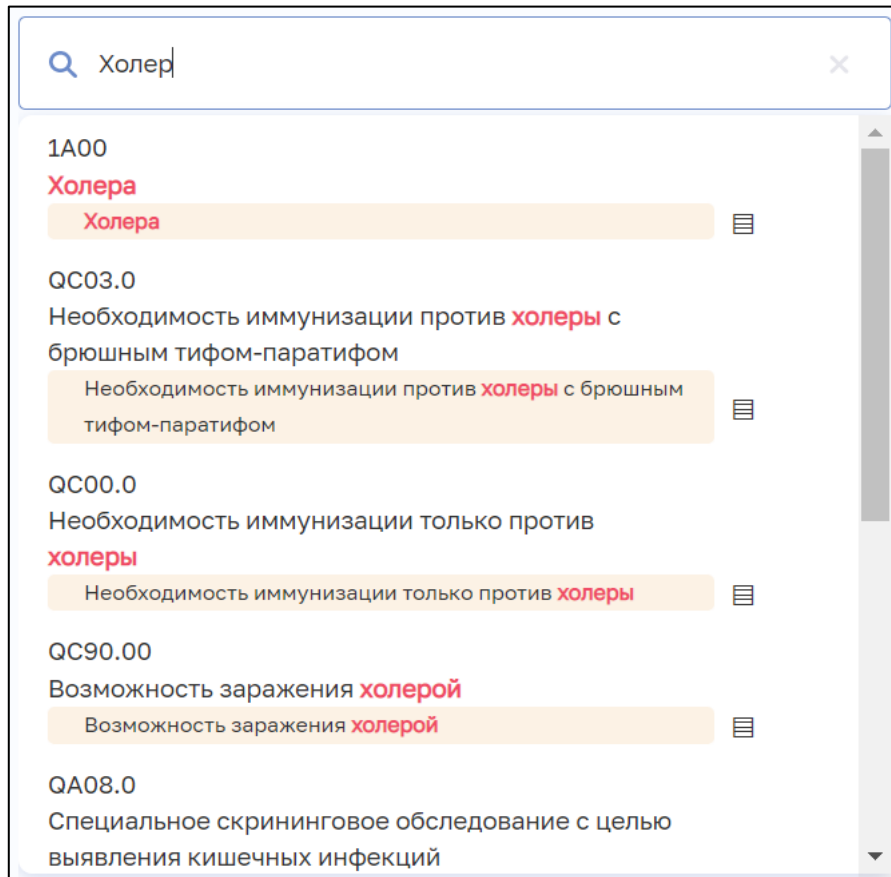 Холер
1A00
Холера
Холера
QC03.0
Необходимость иммунизации против холеры с
брюшным тифом-паратифом
Необходимость иммунизации против холеры с брюшным
тифом-паратифом
QC00.0
Необходимость иммунизации только против
холеры
Необходимость иммунизации только против холеры
QC90.00
Возможность заражения холерой
Возможность заражения холерой
QA08.0
Специальное скрининговое обследование с целью
выявления кишечных инфекций